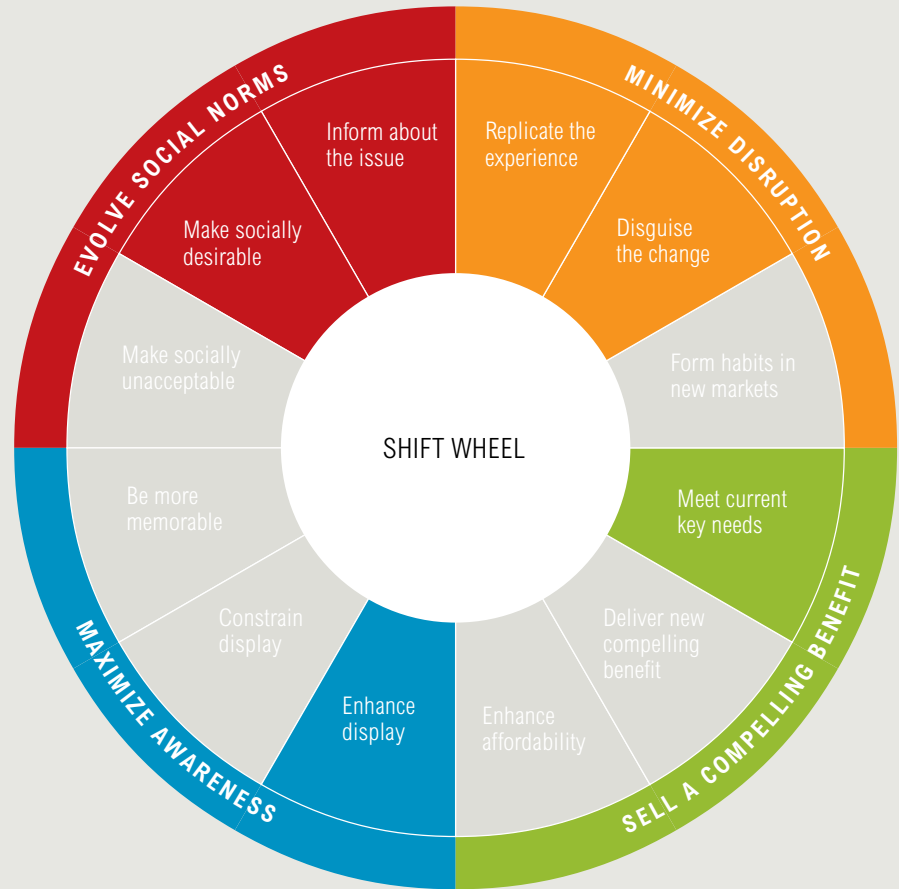 EVOLVE SOCIAL NORMS
MINIMIZE DISRUPTION
Inform about
the issue
Replicate the
experience
Make socially
desirable
Disguise
the change
Make socially
unacceptable
Form habits in
new markets
SHIFT WHEEL
Be more
memorable
Meet current
key needs
Constrain
display
Deliver new
compelling
benefit
Enhance
display
Enhance
affordability
MAXIMIZE AWARENESS
SELL A COMPELLING BENEFIT